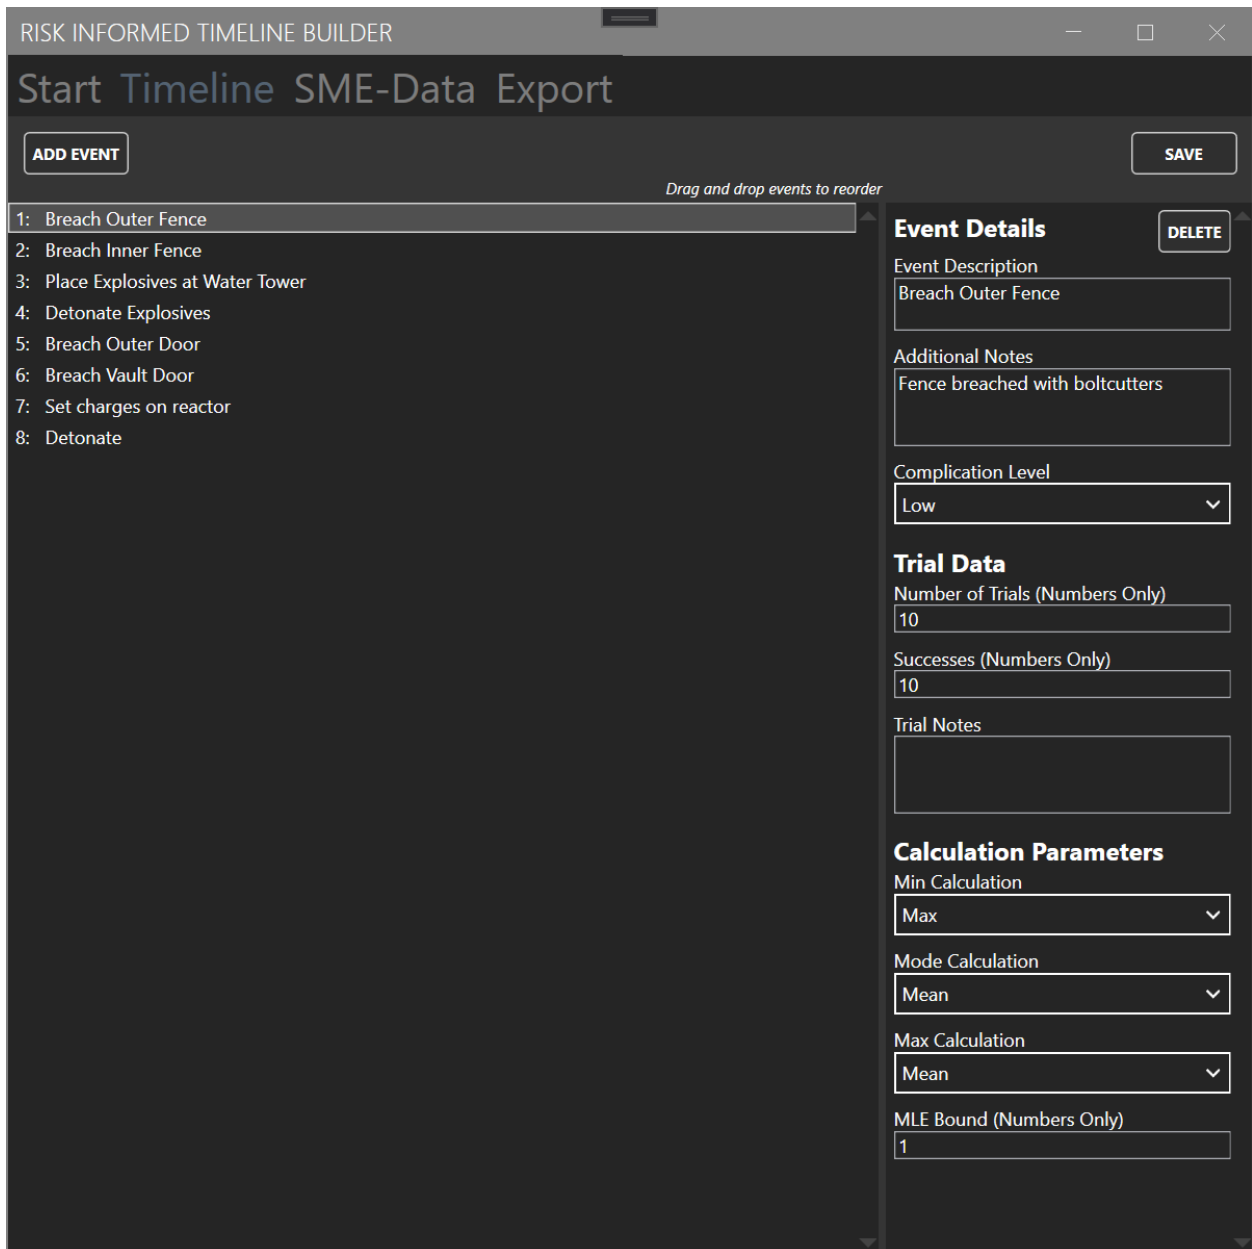 RISK INFORMED TIMELINE BUILDER
Start Timeline SME-Data Export
ADD EVENT
SAVE
Drag and drop events to reorder
1: Breach Outer Fence
2: Breach Inner Fence
3: Place Explosives at Water Tower
4: Detonate Explosives
5: Breach Outer Door
6: Breach Vault Door
7: Set charges on reactor
8: Detonate
Event Details
DELETE
Event Description
Breach Outer Fence
Additional Notes
Fence breached with boltcutters
Complication Level
Low
Trial Data
Number of Trials (Numbers Only)
10
Successes (Numbers Only)
10
Trial Notes
Calculation Parameters
Min Calculation
Max
Mode Calculation
Mean
Max Calculation
Mean
MLE Bound (Numbers Only)
1